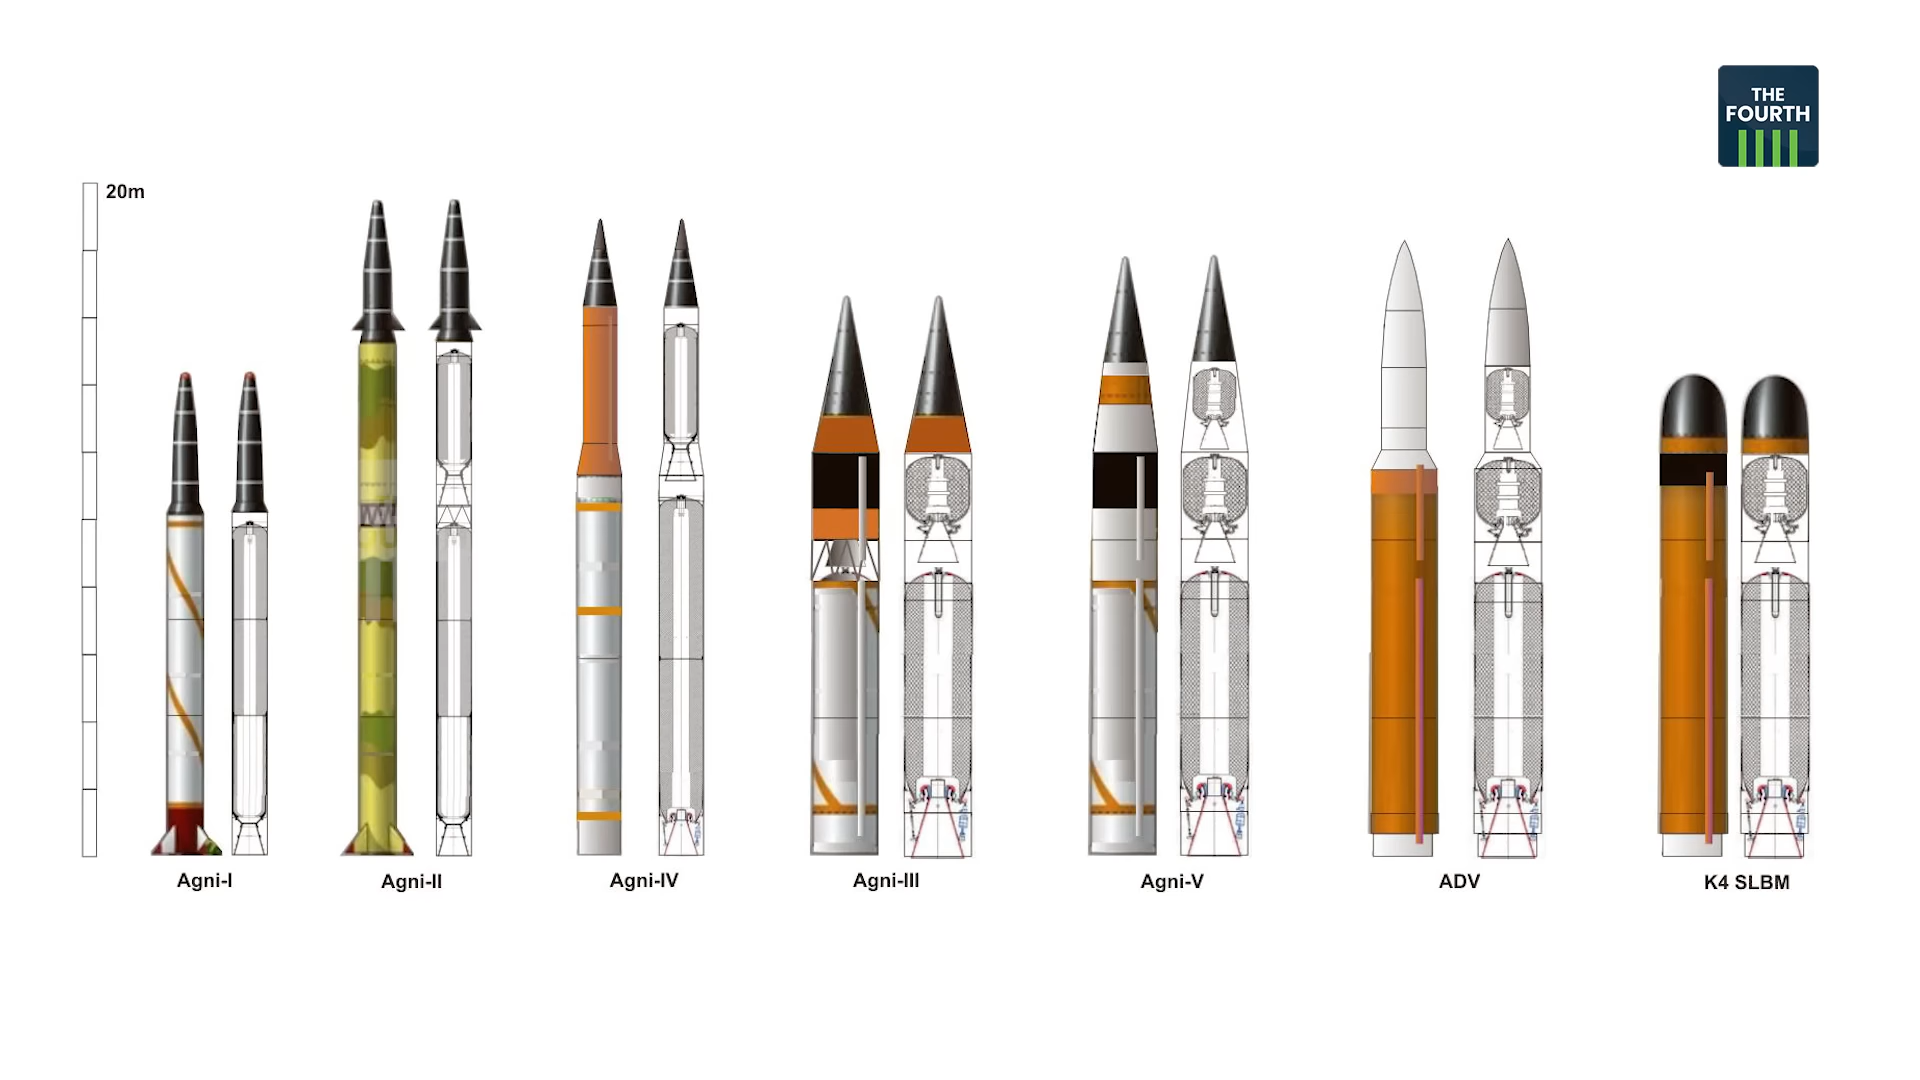 THE
FOURTH
20m
Agni-I
Agni-II
Agni-IV
Agni-III
Agni-V
ADV
K4 SLBM